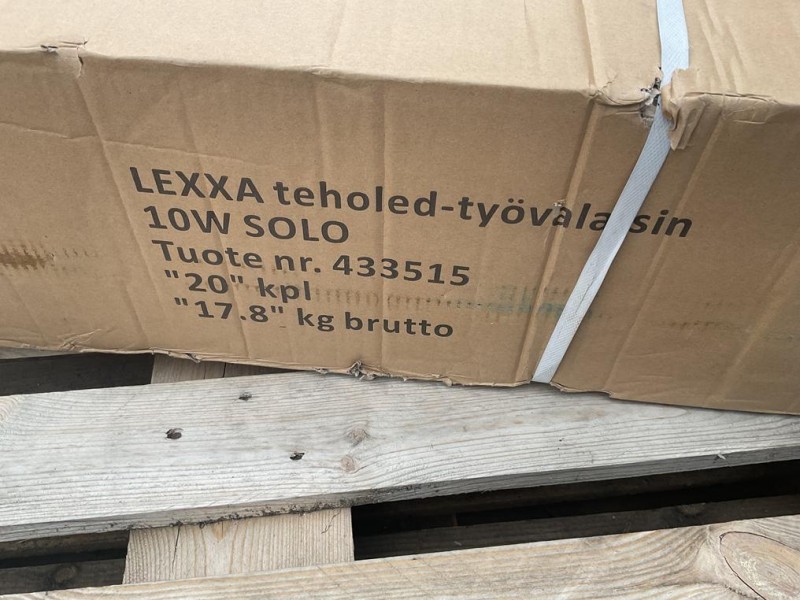 LEXXA teholed-työvalaisin
10W SOLO
Tuote nr. 433515
"20" kpl
"17.8" kg brutto